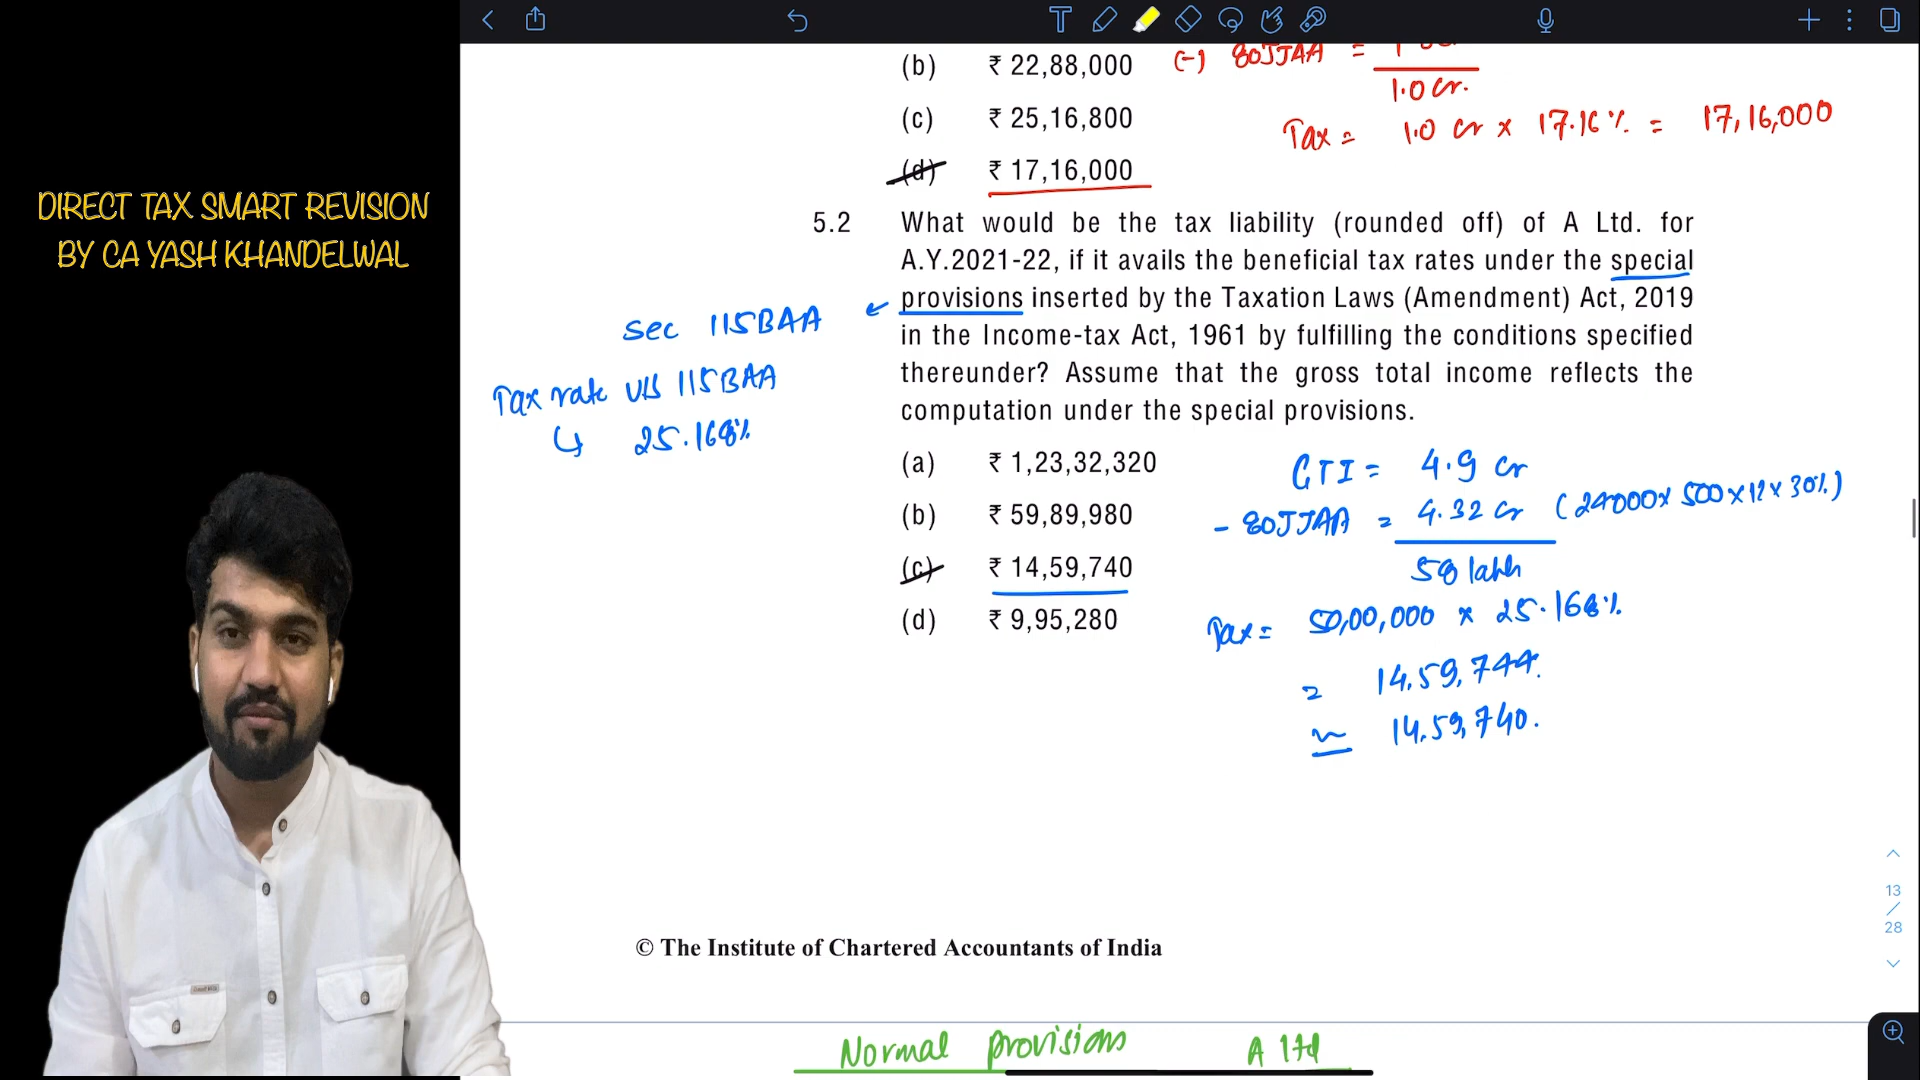 DIRECT TAX SMART REVISION
BY CA YASH KHANDELWAL
(b) ₹ 22,88,000
(-) 80JJAA =
1.0 Cr.
(c) ₹ 25,16,800
Tax = 1.0 Cr x 17.16% = 17,16,000
(d) ₹ 17,16,000
5.2 What would be the tax liability (rounded off) of A Ltd. for
A.Y.2021-22, if it avails the beneficial tax rates under the special
provisions inserted by the Taxation Laws (Amendment) Act, 2019
in the Income-tax Act, 1961 by fulfilling the conditions specified
thereunder? Assume that the gross total income reflects the
computation under the special provisions.
Sec 115BAA
Tax rate u/s 115BAA
↳ 25.168%
(a) ₹ 1,23,32,320
(b) ₹ 59,89,980
(c) ₹ 14,59,740
(d) ₹ 9,95,280
GTI = 4.9 cr
- 80JJAA = 4.32 cr (24000 x 500 x 12 x 30%)
58 lakh
Tax = 58,00,000 x 25.168%
= 14,59,744.
≃ 14,59,740.
13
/
28
© The Institute of Chartered Accountants of India
Normal provisions A ltd